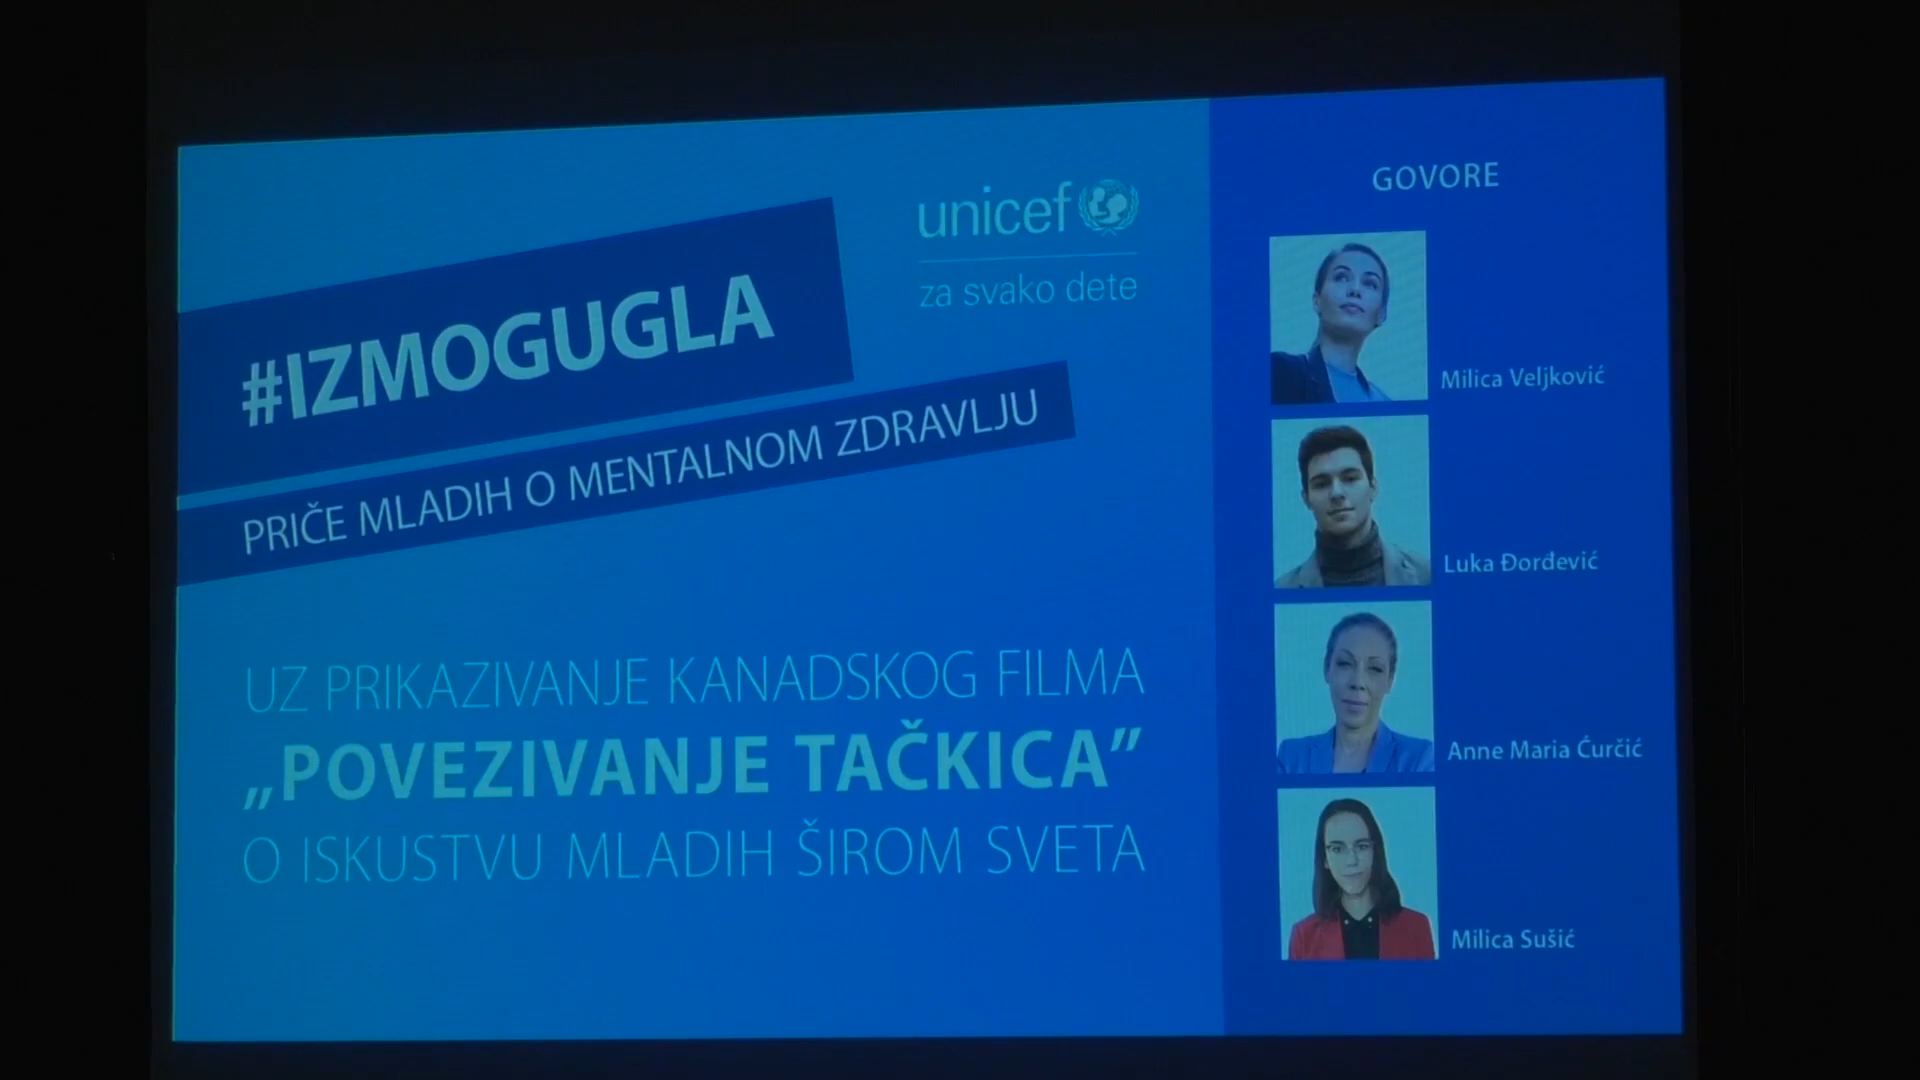 #IZMOGUGLA
PRIČE MLADIH O MENTALNOM ZDRAVLJU
unicef
za svako dete
UZ PRIKAZIVANJE KANADSKOG FILMA
„POVEZIVANJE TAČKICA”
O ISKUSTVU MLADIH ŠIROM SVETA
GOVORE
Milica Veljković
Luka Đorđević
Anne Maria Ćurčić
Milica Sušić